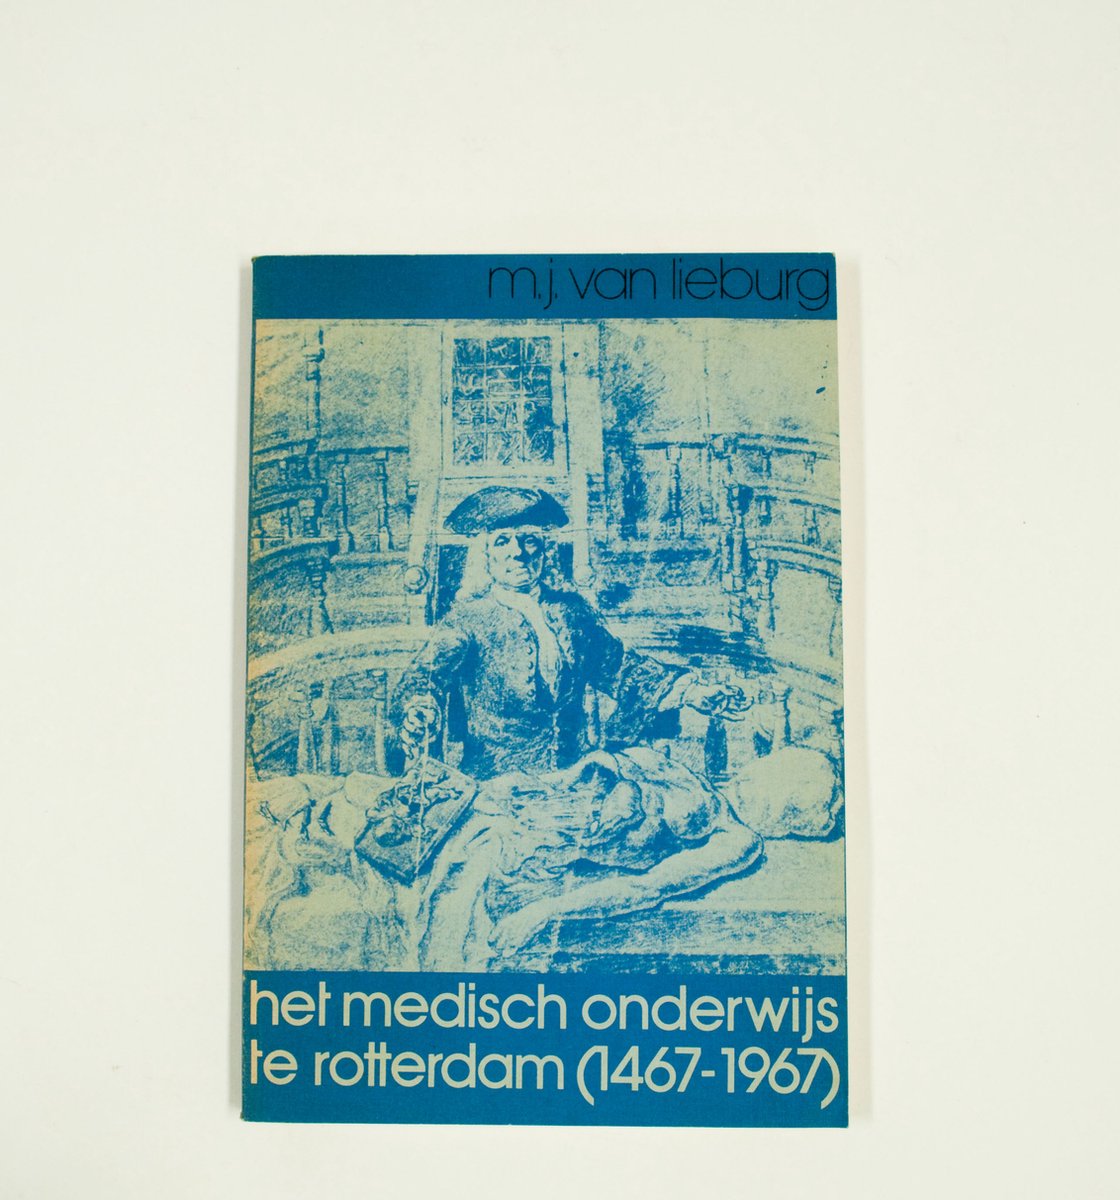 m.j. van lieburg
het medisch onderwijs
te rotterdam (1467-1967)